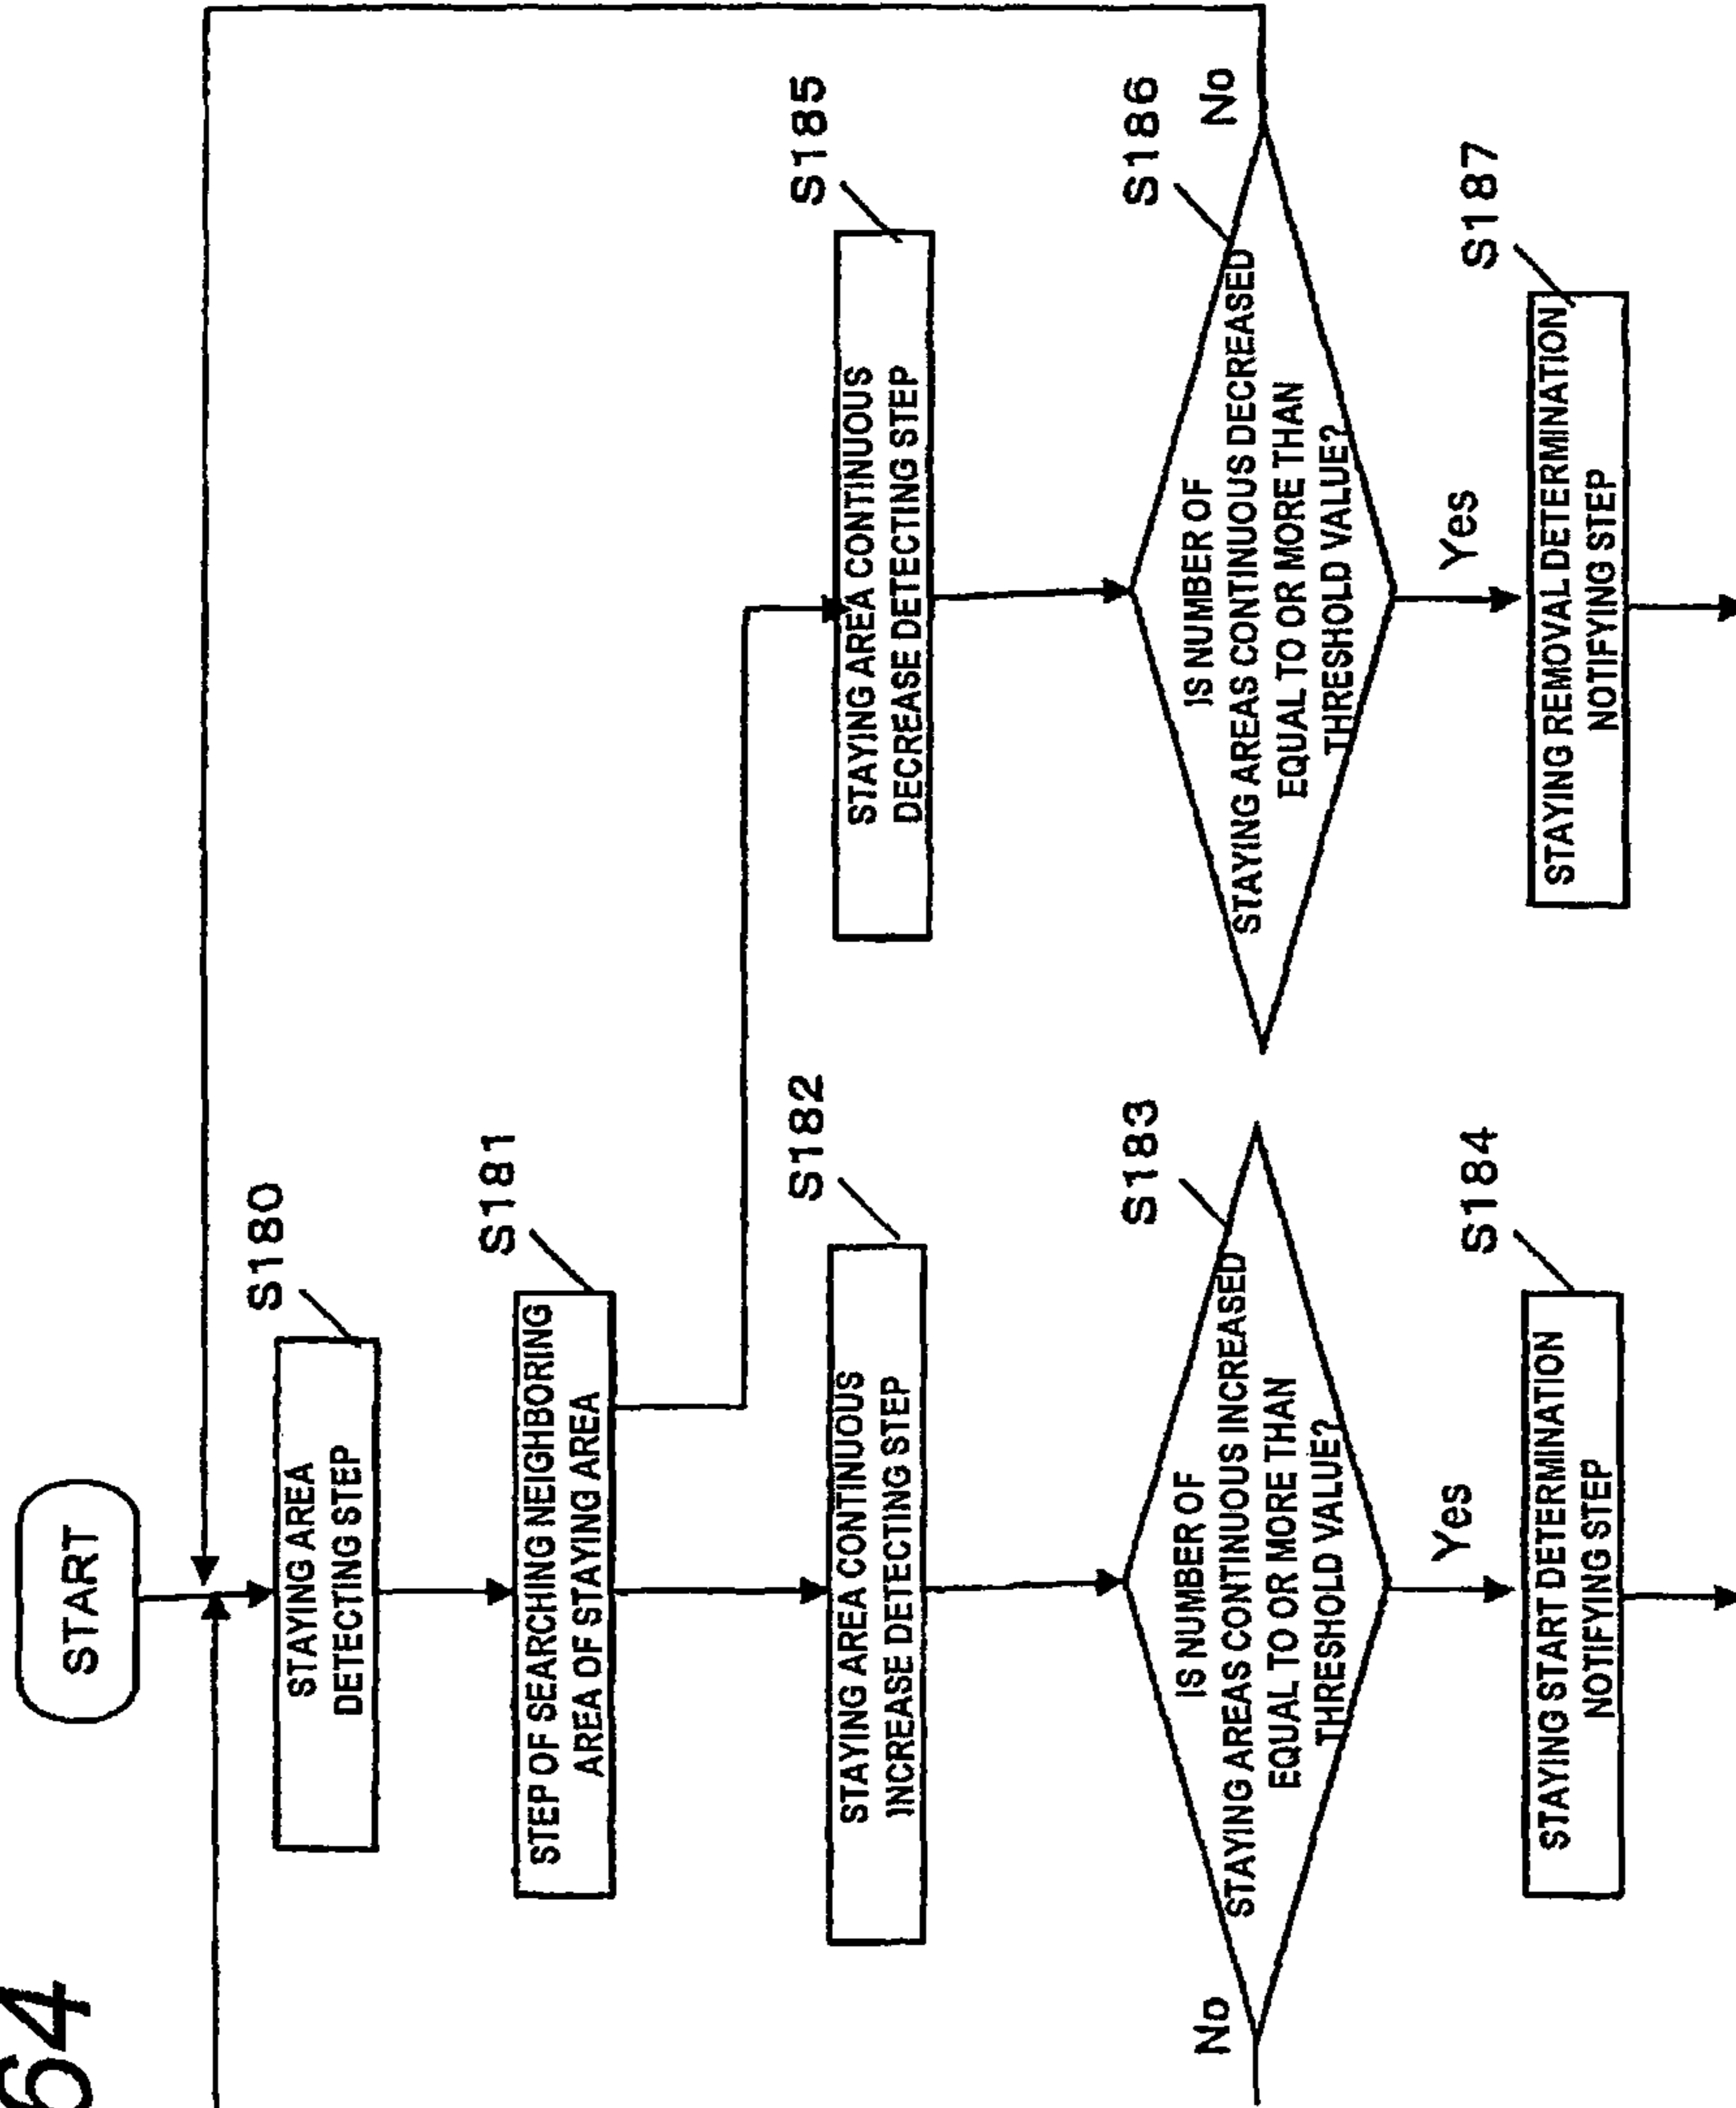 64
START
S180
STAYING AREA
DETECTING STEP
S181
STEP OF SEARCHING NEIGHBORING
AREA OF STAYING AREA
S182
STAYING AREA CONTINUOUS
INCREASE DETECTING STEP
S185
STAYING AREA CONTINUOUS
DECREASE DETECTING STEP
S183
No
IS NUMBER OF
STAYING AREAS CONTINUOUS INCREASED
EQUAL TO OR MORE THAN
THRESHOLD VALUE?
Yes
S186
No
IS NUMBER OF
STAYING AREAS CONTINUOUS DECREASED
EQUAL TO OR MORE THAN
THRESHOLD VALUE?
Yes
S184
STAYING START DETERMINATION
NOTIFYING STEP
S187
STAYING REMOVAL DETERMINATION
NOTIFYING STEP